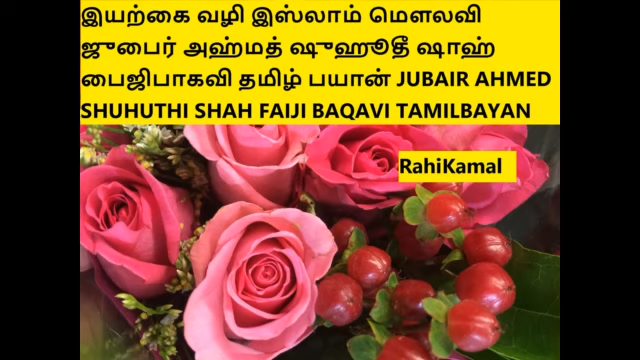 இயற்கை வழி இஸ்லாம் மௌலவி
ஜுபைர் அஹ்மத் ஷுஹூதீ ஷாஹ்
பைஜிபாகவி தமிழ் பயான் JUBAIR AHMED
SHUHUTHI SHAH FAIJI BAQAVI TAMILBAYAN
RahiKamal